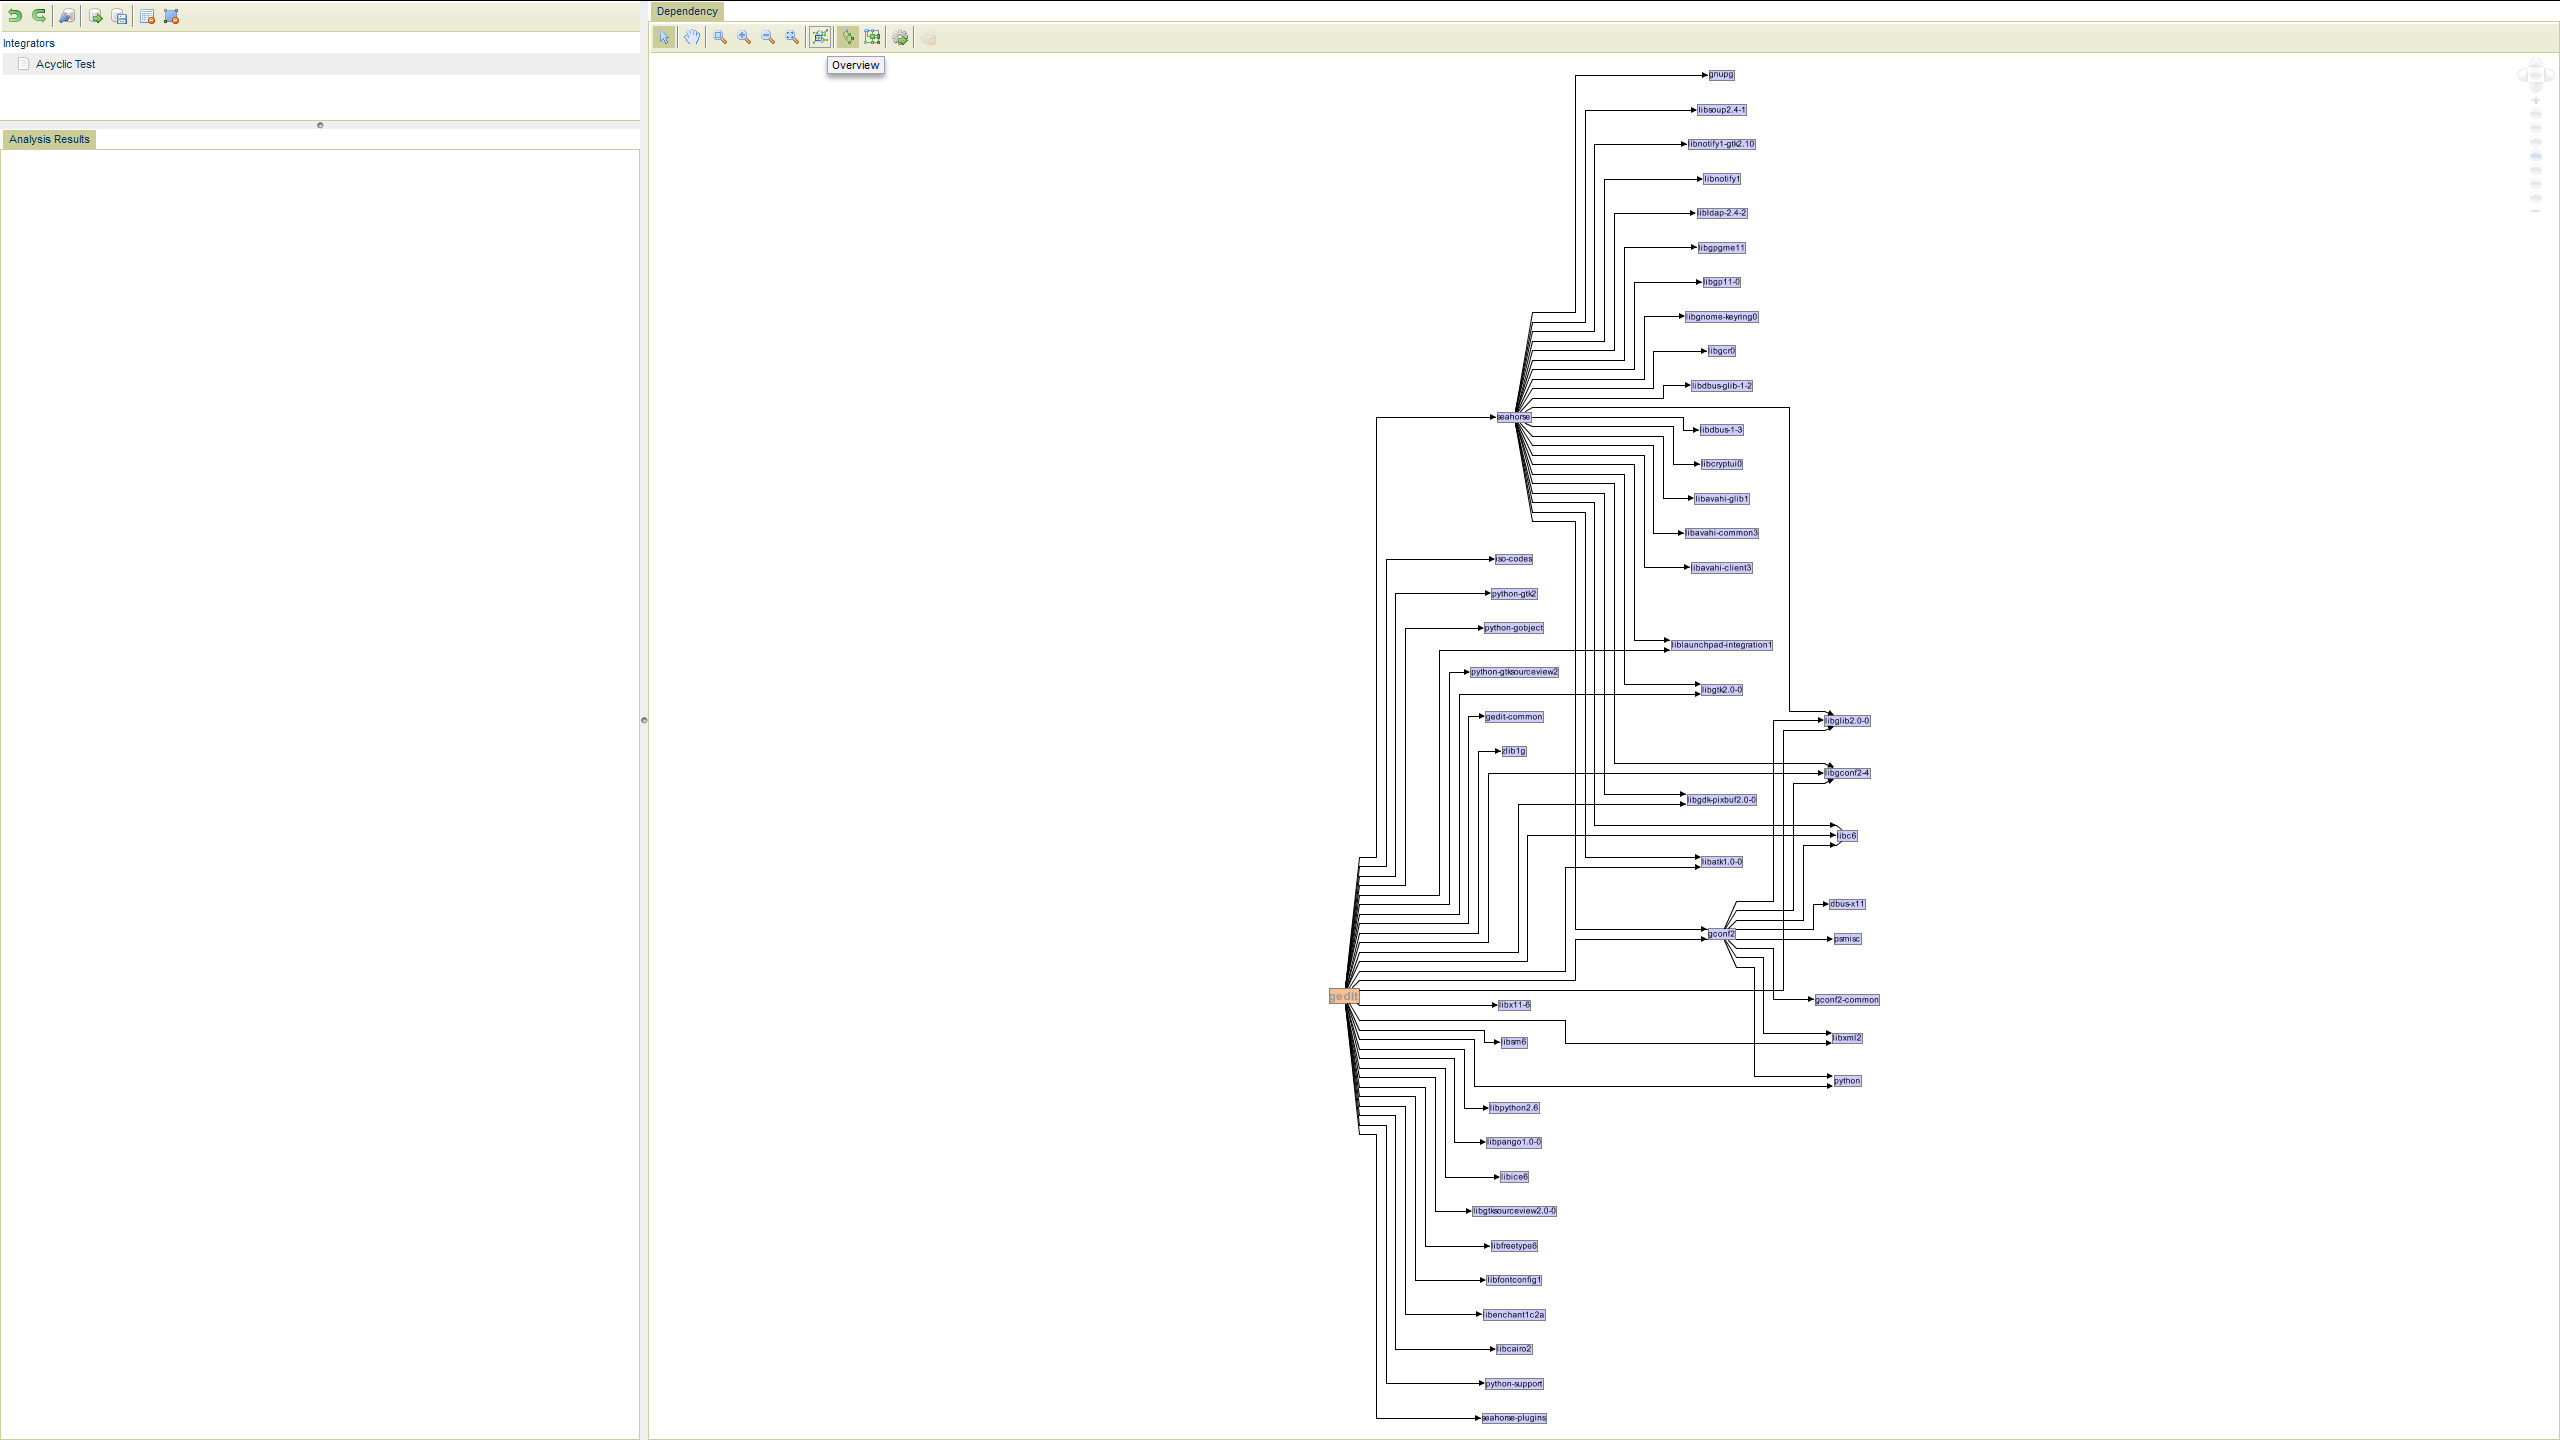 Integrators
Acyclic Test
Analysis Results
Dependency
Overview
gnupg
libsoup2.4-1
libnotify1-gtk2.10
libnotify1
libldap-2.4-2
libgpgme11
libgp11-0
libgnome-keyring0
libgcr0
libdbus-glib-1-2
seahorse
libdbus-1-3
libcryptui0
libavahi-glib1
libavahi-common3
iso-codes
libavahi-client3
python-gtk2
python-gobject
liblaunchpad-integration1
python-gtksourceview2
libgtk2.0-0
gedit-common
libglib2.0-0
zlib1g
libgconf2-4
libgdk-pixbuf2.0-0
libc6
libatk1.0-0
dbus-x11
gconf2
psmisc
gedit
gconf2-common
libx11-6
libxml2
libsm6
python
libpython2.6
libpango1.0-0
libice6
libgtksourceview2.0-0
libfreetype6
libfontconfig1
libenchant1c2a
libcairo2
python-support
seahorse-plugins